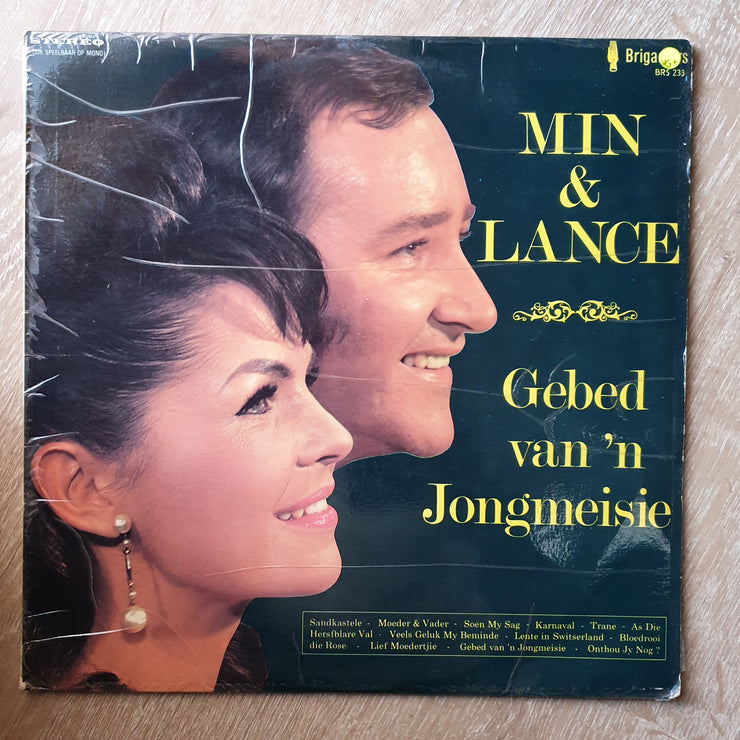 STEREO
OOK SPEELBAAR OP MONO
BRS 233
MIN
&
LANCE
Gebed
van 'n
Jongmeisie
Sandkastele - Moeder & Vader - Soen My Sag - Karnaval - Trane - As Die
Hersfblare Val - Veels Geluk My Beminde - Lente in Switserland - Bloedrooi
die Rose - Lief Moedertjie - Gebed van 'n Jongmeisie - Onthou Jy Nog ?